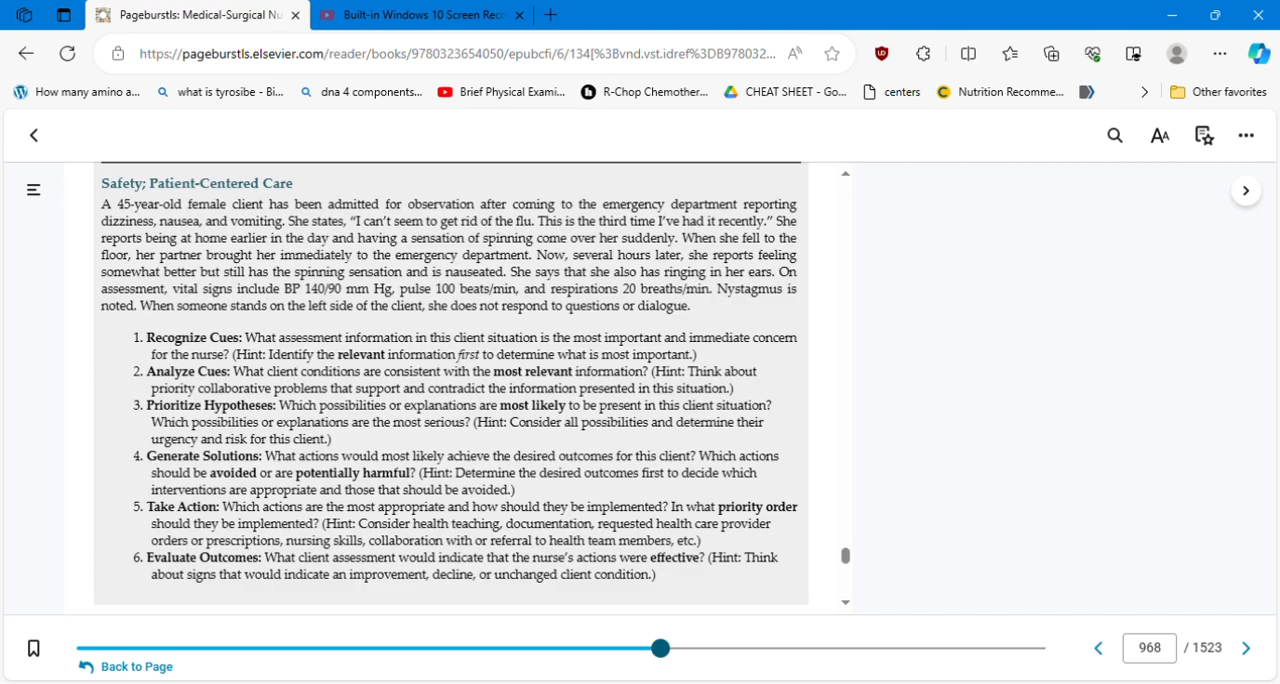 Pageburstls: Medical-Surgical Nu
Built-in Windows 10 Screen Reco
https://pageburstls.elsevier.com/reader/books/9780323654050/epubcfi/6/134[%3Bvnd.vst.idref%3DB978032...
How many amino a...
what is tyrosibe - Bi...
dna 4 components...
Brief Physical Exami...
R-Chop Chemother...
CHEAT SHEET - Go...
centers
Nutrition Recomme...
Other favorites
Safety; Patient-Centered Care
A 45-year-old female client has been admitted for observation after coming to the emergency department reporting
dizziness, nausea, and vomiting. She states, “I can’t seem to get rid of the flu. This is the third time I’ve had it recently.” She
reports being at home earlier in the day and having a sensation of spinning come over her suddenly. When she fell to the
floor, her partner brought her immediately to the emergency department. Now, several hours later, she reports feeling
somewhat better but still has the spinning sensation and is nauseated. She says that she also has ringing in her ears. On
assessment, vital signs include BP 140/90 mm Hg, pulse 100 beats/min, and respirations 20 breaths/min. Nystagmus is
noted. When someone stands on the left side of the client, she does not respond to questions or dialogue.
1. Recognize Cues: What assessment information in this client situation is the most important and immediate concern
for the nurse? (Hint: Identify the relevant information first to determine what is most important.)
2. Analyze Cues: What client conditions are consistent with the most relevant information? (Hint: Think about
priority collaborative problems that support and contradict the information presented in this situation.)
3. Prioritize Hypotheses: Which possibilities or explanations are most likely to be present in this client situation?
Which possibilities or explanations are the most serious? (Hint: Consider all possibilities and determine their
urgency and risk for this client.)
4. Generate Solutions: What actions would most likely achieve the desired outcomes for this client? Which actions
should be avoided or are potentially harmful? (Hint: Determine the desired outcomes first to decide which
interventions are appropriate and those that should be avoided.)
5. Take Action: Which actions are the most appropriate and how should they be implemented? In what priority order
should they be implemented? (Hint: Consider health teaching, documentation, requested health care provider
orders or prescriptions, nursing skills, collaboration with or referral to health team members, etc.)
6. Evaluate Outcomes: What client assessment would indicate that the nurse’s actions were effective? (Hint: Think
about signs that would indicate an improvement, decline, or unchanged client condition.)
968 / 1523
Back to Page